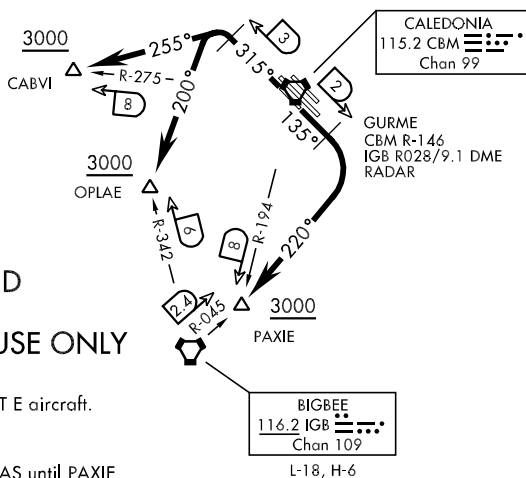 3000
CABVI
255°
R-275
8
200°
3
315°
2
135°
CALEDONIA
115.2 CBM
Chan 99
GURME
CBM R-146
IGB R028/9.1 DME
RADAR
3000
OPLAE
R-342
9
8
R-194
220°
2.4
R-045
3000
PAXIE
D
USE ONLY
T E aircraft.
AS until PAXIE
BIGBEE
116.2 IGB
Chan 109
L-18, H-6